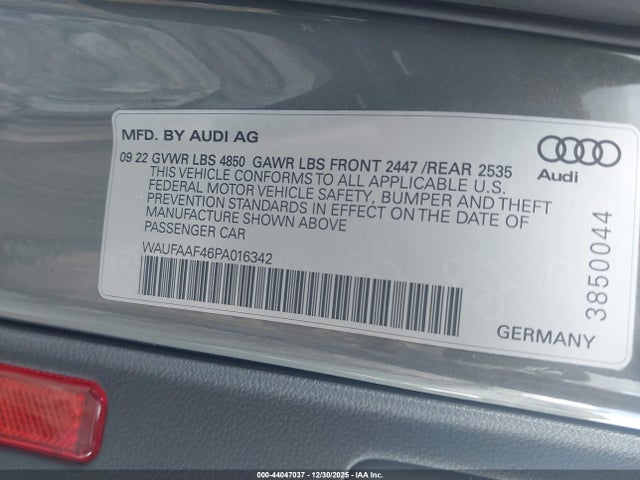 MFD. BY AUDI AG
09 22 GVWR LBS 4850 GAWR LBS FRONT 2447 /REAR 2535
THIS VEHICLE CONFORMS TO ALL APPLICABLE U.S.
FEDERAL MOTOR VEHICLE SAFETY, BUMPER AND THEFT
PREVENTION STANDARDS IN EFFECT ON THE DATE OF
MANUFACTURE SHOWN ABOVE
PASSENGER CAR
WAUFAAF46PA016342
Audi
3850044
GERMANY
000-44047037 - 12/30/2025 - IAAI.com